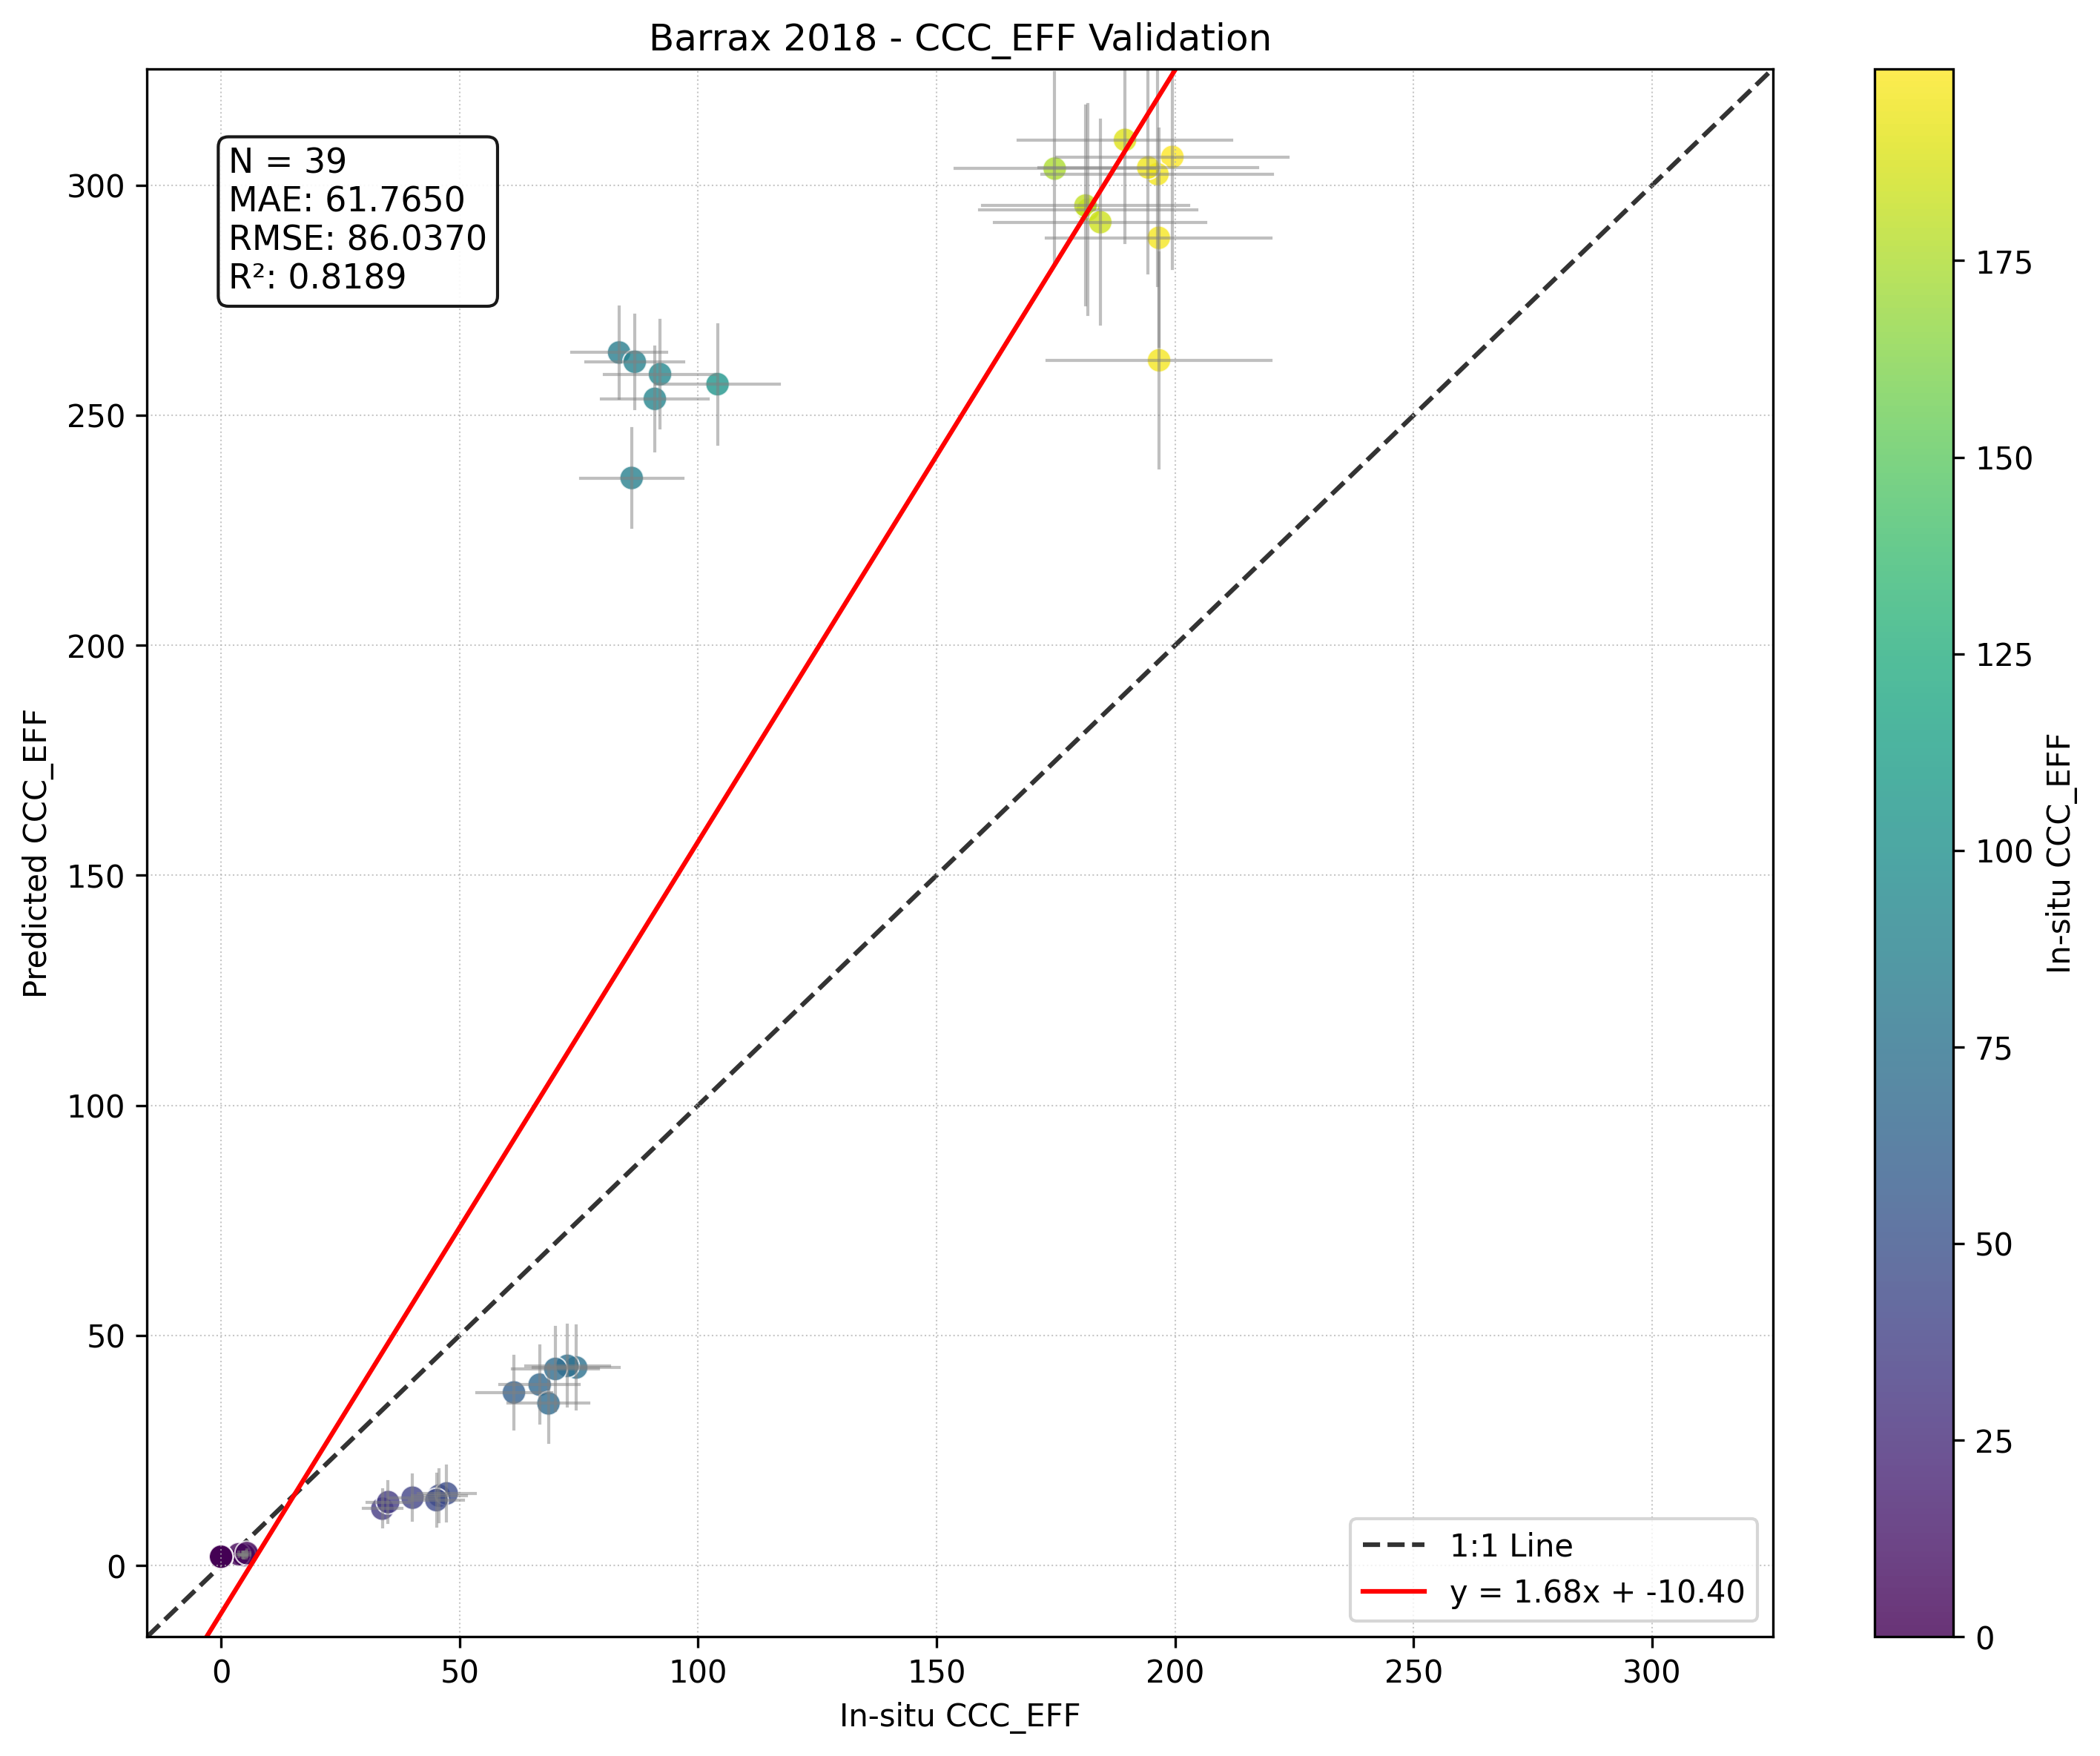 Barrax 2018 - CCC_EFF Validation
N = 39
MAE: 61.7650
RMSE: 86.0370
R²: 0.8189
Predicted CCC_EFF
300
250
200
150
100
50
0
0 50 100 150 200 250 300
In-situ CCC_EFF
1:1 Line
y = 1.68x + -10.40
175
150
125
100
75
50
25
0
In-situ CCC_EFF